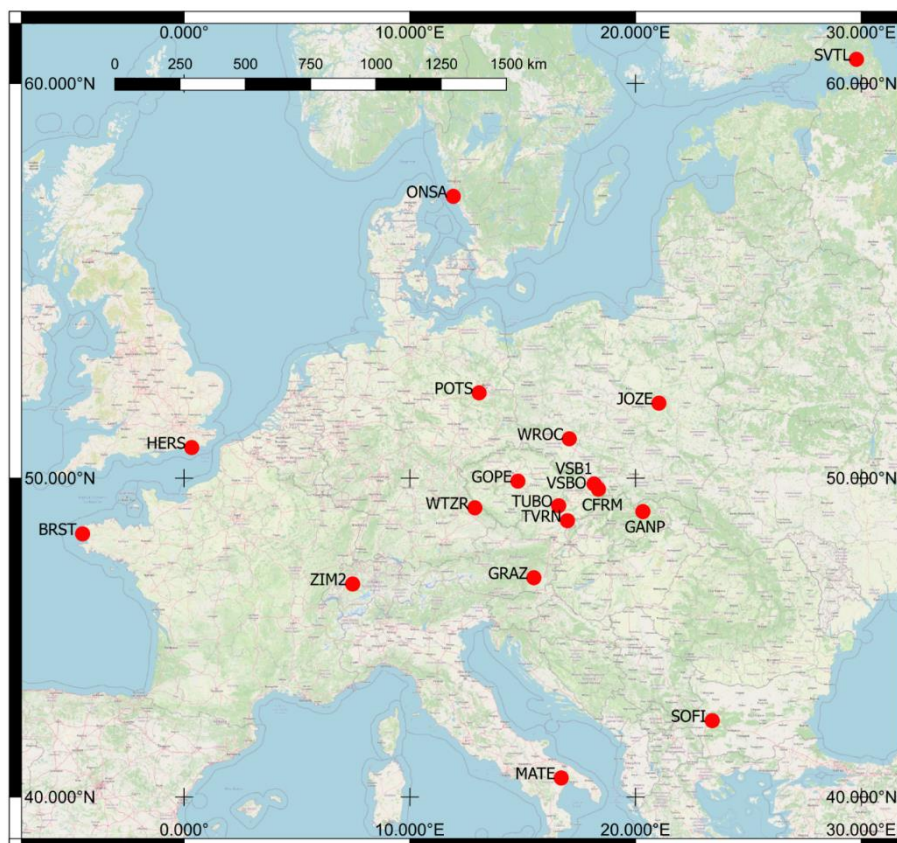 0.000° 10.000°E 20.000°E 30.000°E
0 250 500 750 1000 1250 1500 km
SVTL
60.000°N 60.000°N
ONSA
POTS
JOZE
WROC
HERS
VSB1
50.000°N GOPE VSBO 50.000°N
TUBO CFRM
WTZR TVRN GANP
BRST
GRAZ
ZIM2
SOFI
MATE
40.000°N 40.000°N
0.000° 10.000°E 20.000°E 30.000°E